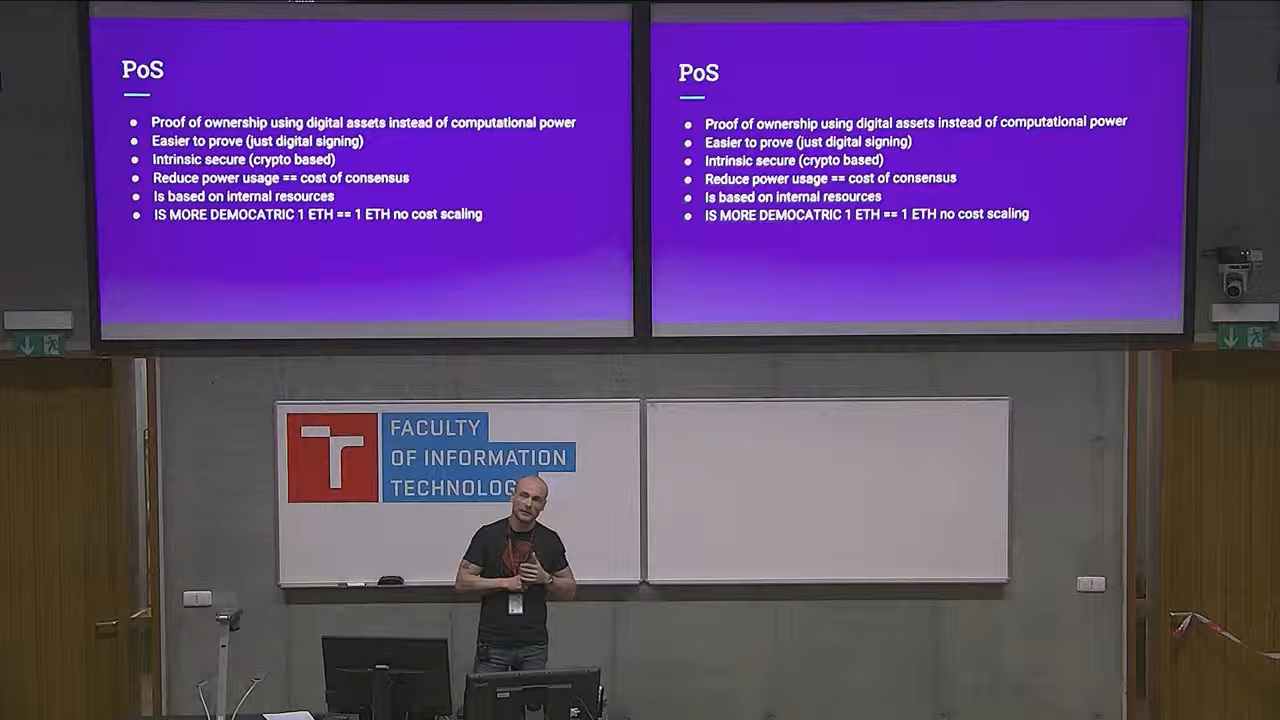 PoS
● Proof of ownership using digital assets instead of computational power
● Easier to prove (just digital signing)
● Intrinsic secure (crypto based)
● Reduce power usage == cost of consensus
● Is based on internal resources
● IS MORE DEMOCATRIC 1 ETH == 1 ETH no cost scaling
PoS
● Proof of ownership using digital assets instead of computational power
● Easier to prove (just digital signing)
● Intrinsic secure (crypto based)
● Reduce power usage == cost of consensus
● Is based on internal resources
● IS MORE DEMOCATRIC 1 ETH == 1 ETH no cost scaling
T
FACULTY
OF INFORMATION
TECHNOLOG